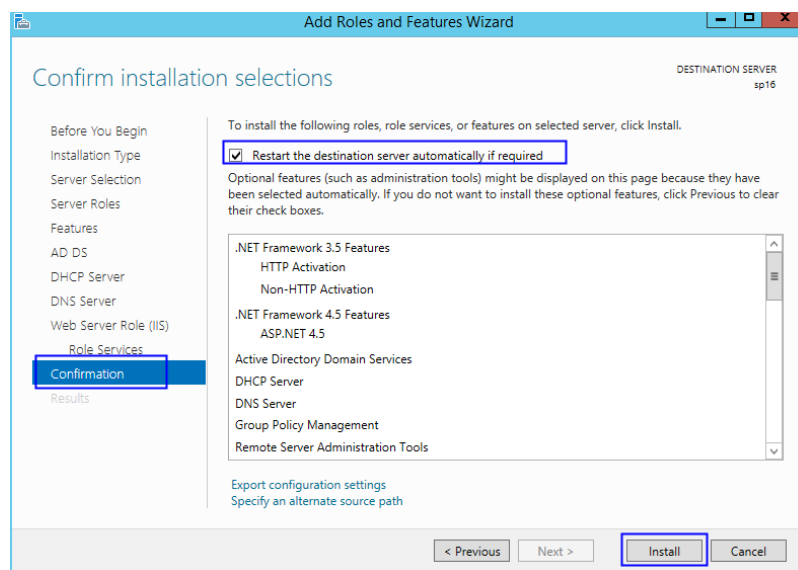 Add Roles and Features Wizard
Confirm installation selections
DESTINATION SERVER
sp16
Before You Begin
Installation Type
Server Selection
Server Roles
Features
AD DS
DHCP Server
DNS Server
Web Server Role (IIS)
Role Services
Confirmation
Results
To install the following roles, role services, or features on selected server, click Install.
Restart the destination server automatically if required
Optional features (such as administration tools) might be displayed on this page because they have
been selected automatically. If you do not want to install these optional features, click Previous to clear
their check boxes.
.NET Framework 3.5 Features
HTTP Activation
Non-HTTP Activation
.NET Framework 4.5 Features
ASP.NET 4.5
Active Directory Domain Services
DHCP Server
DNS Server
Group Policy Management
Remote Server Administration Tools
Export configuration settings
Specify an alternate source path
< Previous
Next >
Install
Cancel